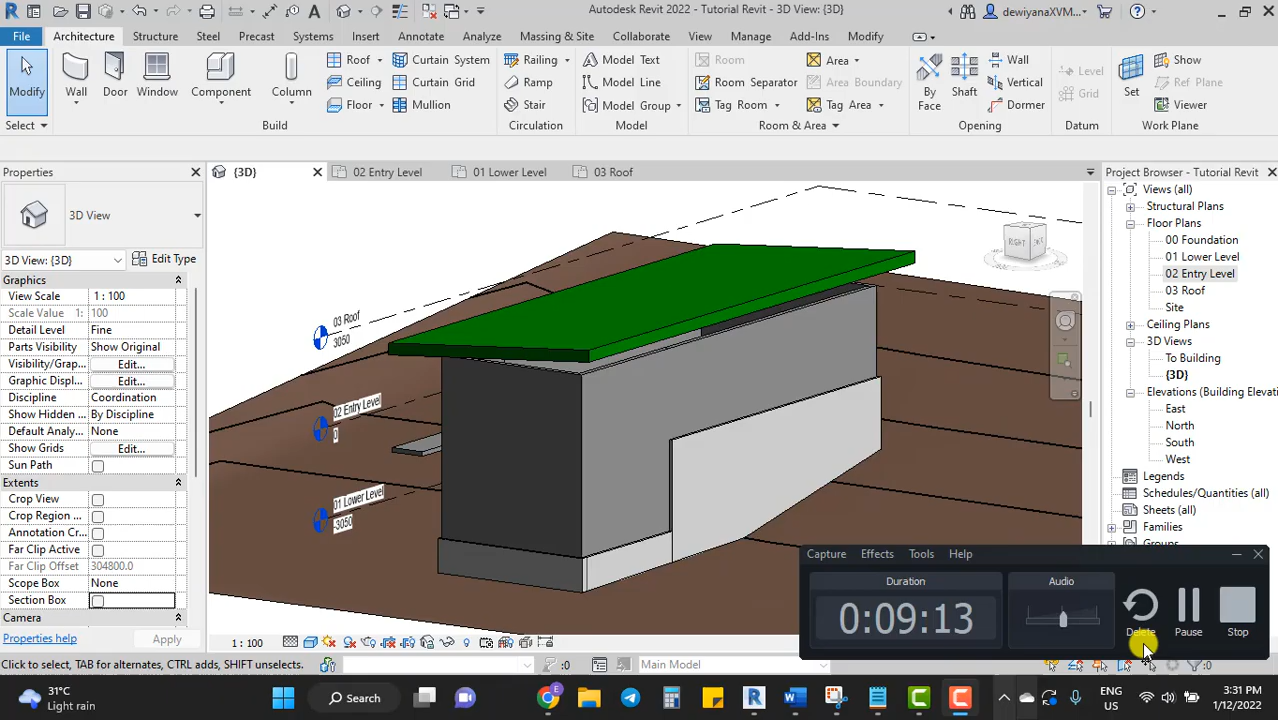 Autodesk Revit 2022 - Tutorial Revit - 3D View: {3D}
dewiyanaXVM...
File Architecture Structure Steel Precast Systems Insert Annotate Analyze Massing & Site Collaborate View Manage Add-Ins Modify
Modify
Wall
Door
Window
Component
Column
Roof
Ceiling
Floor
Curtain System
Curtain Grid
Mullion
Railing
Ramp
Stair
Model Text
Model Line
Model Group
Room
Room Separator
Tag Room
Area
Area Boundary
Tag Area
By
Face
Shaft
Wall
Vertical
Dormer
Level
Grid
Set
Show
Ref Plane
Viewer
Select Build Circulation Model Room & Area Opening Datum Work Plane
Properties
{3D} 02 Entry Level 01 Lower Level 03 Roof
Project Browser - Tutorial Revit
3D View
3D View: {3D} Edit Type
Graphics
View Scale 1 : 100
Scale Value 1: 100
Detail Level Fine
Parts Visibility Show Original
Visibility/Grap... Edit...
Graphic Displ... Edit...
Discipline Coordination
Show Hidden ... By Discipline
Default Analy... None
Show Grids Edit...
Sun Path
Extents
Crop View
Crop Region ...
Annotation Cr...
Far Clip Active
Far Clip Offset 304800.0
Scope Box None
Section Box
Camera
Properties help Apply
03 Roof
3050
02 Entry Level
0
01 Lower Level
-3050
RIGHT
Views (all)
Structural Plans
Floor Plans
00 Foundation
01 Lower Level
02 Entry Level
03 Roof
Site
Ceiling Plans
3D Views
To Building
{3D}
Elevations (Building Elevati
East
North
South
West
Legends
Schedules/Quantities (all)
Sheets (all)
Families
Groups
Capture Effects Tools Help
Duration
0:09:13
Audio
Delete
Pause
Stop
1 : 100
Click to select, TAB for alternates, CTRL adds, SHIFT unselects.
:0
Main Model
:0
31°C
Light rain
Search
ENG
US
3:31 PM
1/12/2022